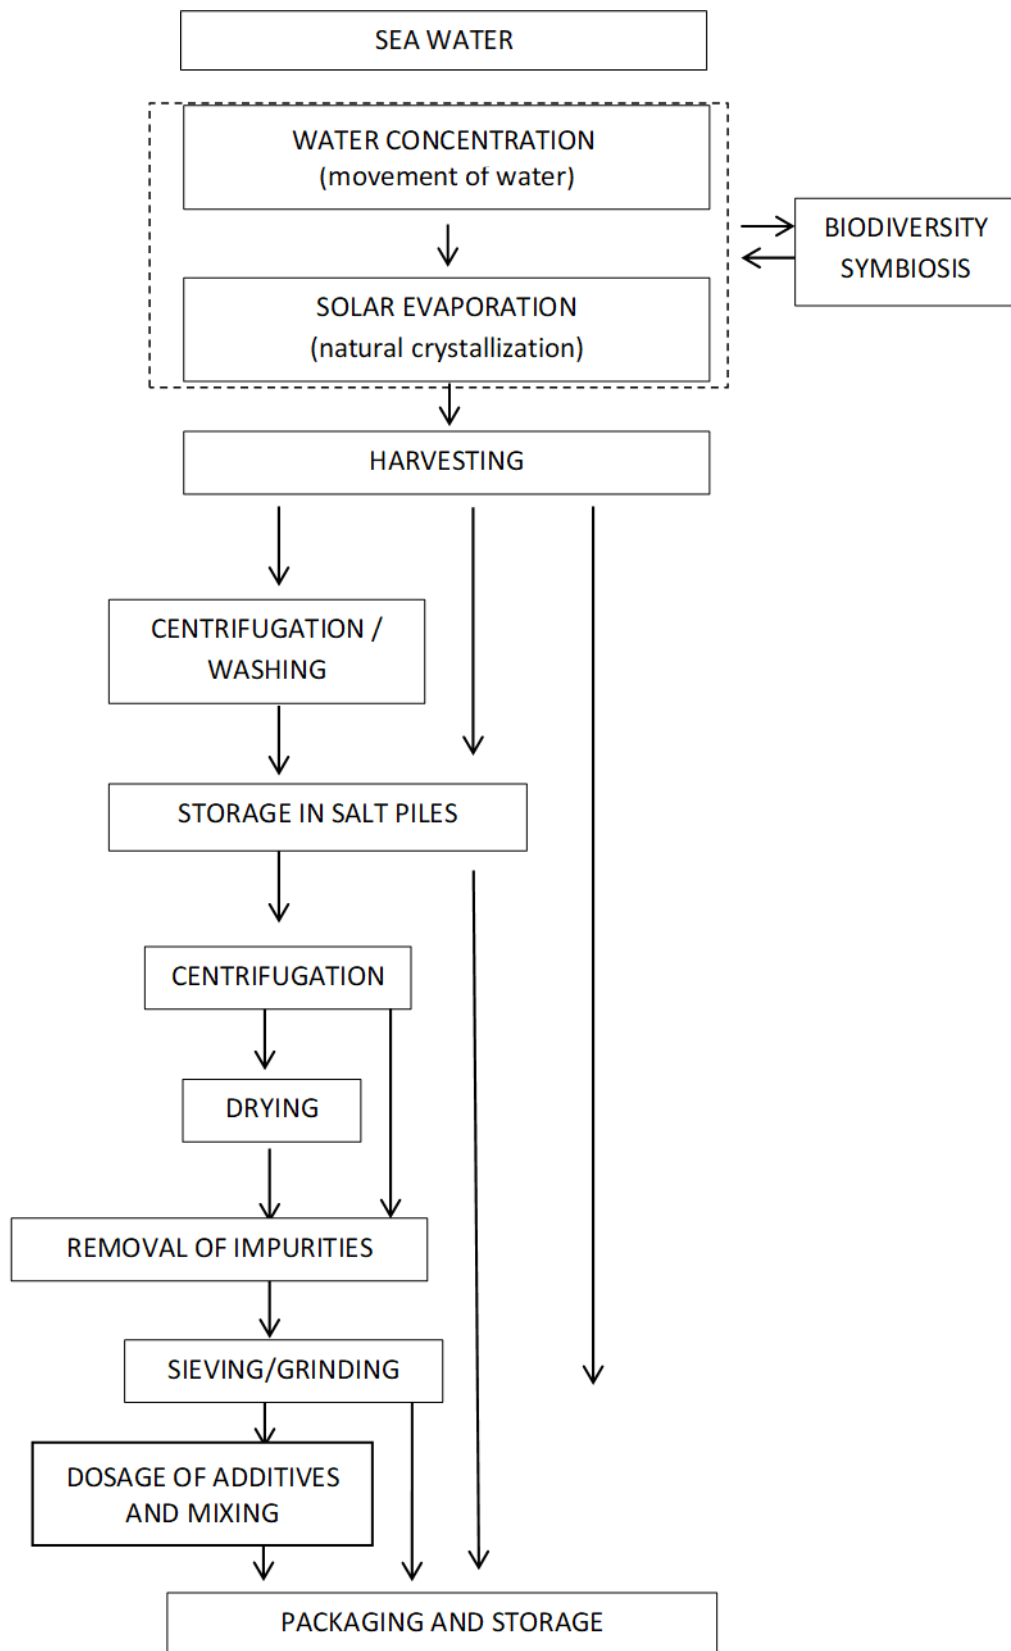 SEA WATER
WATER CONCENTRATION
(movement of water)
BIODIVERSITY
SYMBIOSIS
SOLAR EVAPORATION
(natural crystallization)
HARVESTING
CENTRIFUGATION /
WASHING
STORAGE IN SALT PILES
CENTRIFUGATION
DRYING
REMOVAL OF IMPURITIES
SIEVING/GRINDING
DOSAGE OF ADDITIVES
AND MIXING
PACKAGING AND STORAGE